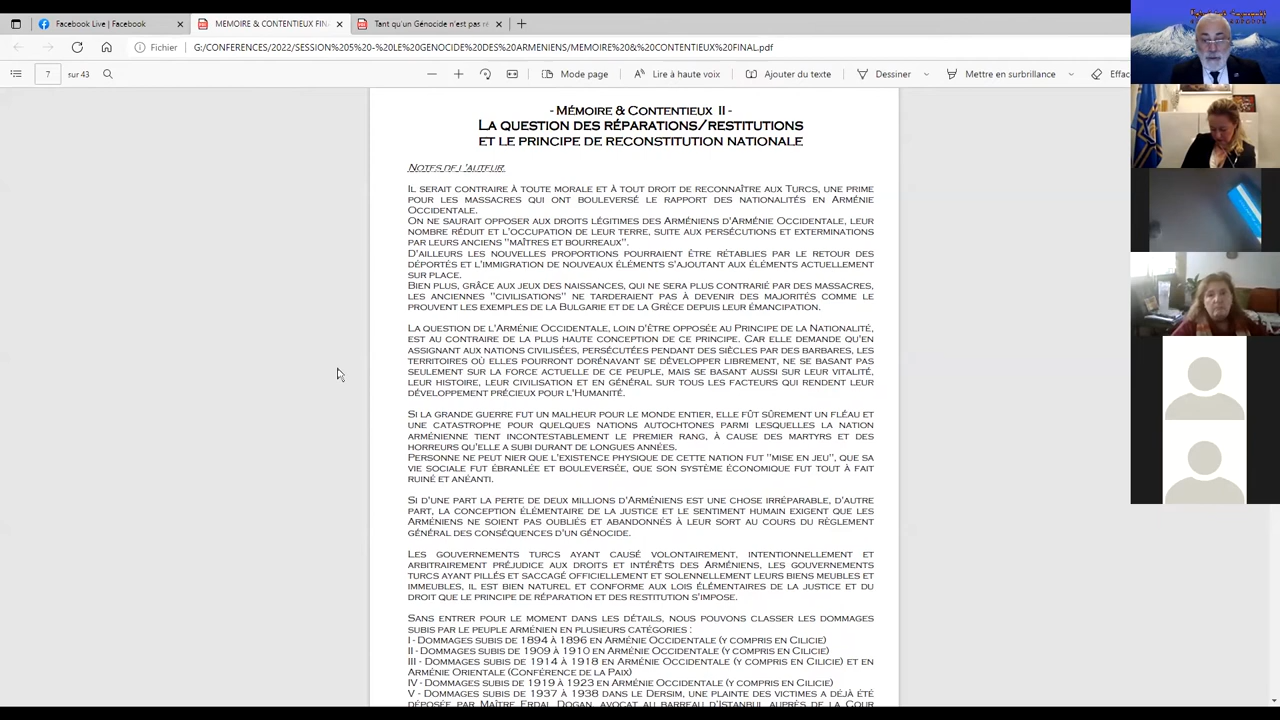 Facebook Live | Facebook
MEMOIRE & CONTENTIEUX FIN
Tant qu'un Génocide n'est pas r
Fichier
G:/CONFERENCES/2022/SESSION%205%20-%20LE%20GENOCIDE%20DES%20ARMENIENS/MEMOIRE%20&%20CONTENTIEUX%20FINAL.pdf
7 sur 43
Mode page
Lire à haute voix
Ajouter du texte
Dessiner
Mettre en surbrillance
Effac
- Mémoire & Contentieux II -
La question des réparations/restitutions
et le principe de reconstitution nationale
Notes de l'auteur.
Il serait contraire à toute morale et à tout droit de reconnaître aux Turcs, une prime
pour les massacres qui ont bouleversé le rapport des nationalités en Arménie
Occidentale.
On ne saurait opposer aux droits légitimes des Arméniens d'Arménie Occidentale, leur
nombre réduit et l'occupation de leur terre, suite aux persécutions et exterminations
par leurs anciens "maîtres et bourreaux".
D'ailleurs les nouvelles proportions pourraient être rétablies par le retour des
déportés et l'immigration de nouveaux éléments s'ajoutant aux éléments actuellement
sur place.
Bien plus, grâce aux jeux des naissances, qui ne sera plus contrarié par des massacres,
les anciennes "civilisations" ne tarderaient pas à devenir des majorités comme le
prouvent les exemples de la Bulgarie et de la Grèce depuis leur émancipation.
La question de l'Arménie Occidentale, loin d'être opposée au Principe de la Nationalité,
est au contraire de la plus haute conception de ce principe. Car elle demande qu'en
assignant aux nations civilisées, persécutées pendant des siècles par des barbares, les
territoires où elles pourront dorénavant se développer librement, ne se basant pas
seulement sur la force actuelle de ce peuple, mais se basant aussi sur leur vitalité,
leur histoire, leur civilisation et en général sur tous les facteurs qui rendent leur
développement précieux pour l'Humanité.
Si la grande guerre fut un malheur pour le monde entier, elle fût sûrement un fléau et
une catastrophe pour quelques nations autochtones parmi lesquelles la nation
arménienne tient incontestablement le premier rang, à cause des martyrs et des
horreurs qu'elle a subi durant de longues années.
Personne ne peut nier que l'existence physique de cette nation fut "mise en jeu", que sa
vie sociale fut ébranlée et bouleversée, que son système économique fut tout à fait
ruiné et anéanti.
Si d'une part la perte de deux millions d'Arméniens est une chose irréparable, d'autre
part, la conception élémentaire de la justice et le sentiment humain exigent que les
Arméniens ne soient pas oubliés et abandonnés à leur sort au cours du règlement
général des conséquences d'un génocide.
Les gouvernements turcs ayant causé volontairement, intentionnellement et
arbitrairement préjudice aux droits et intérêts des Arméniens, les gouvernements
turcs ayant pillés et saccagé officiellement et solennellement leurs biens meubles et
immeubles, il est bien naturel et conforme aux lois élémentaires de la justice et du
droit que le principe de réparation et des restitution s'impose.
Sans entrer pour le moment dans les détails, nous pouvons classer les dommages
subis par le peuple arménien en plusieurs catégories :
I - Dommages subis de 1894 à 1896 en Arménie Occidentale (y compris en Cilicie)
II - Dommages subis de 1909 à 1910 en Arménie Occidentale (y compris en Cilicie)
III - Dommages subis de 1914 à 1918 en Arménie Occidentale (y compris en Cilicie) et en
Arménie Orientale (Conférence de la Paix)
IV - Dommages subis de 1919 à 1923 en Arménie Occidentale (y compris en Cilicie)
V - Dommages subis de 1937 à 1938 dans le Dersim, une plainte des victimes a déjà été
déposée par Maître Erdal Dogan, avocat au barreau d'Istanbul auprès de la Cour